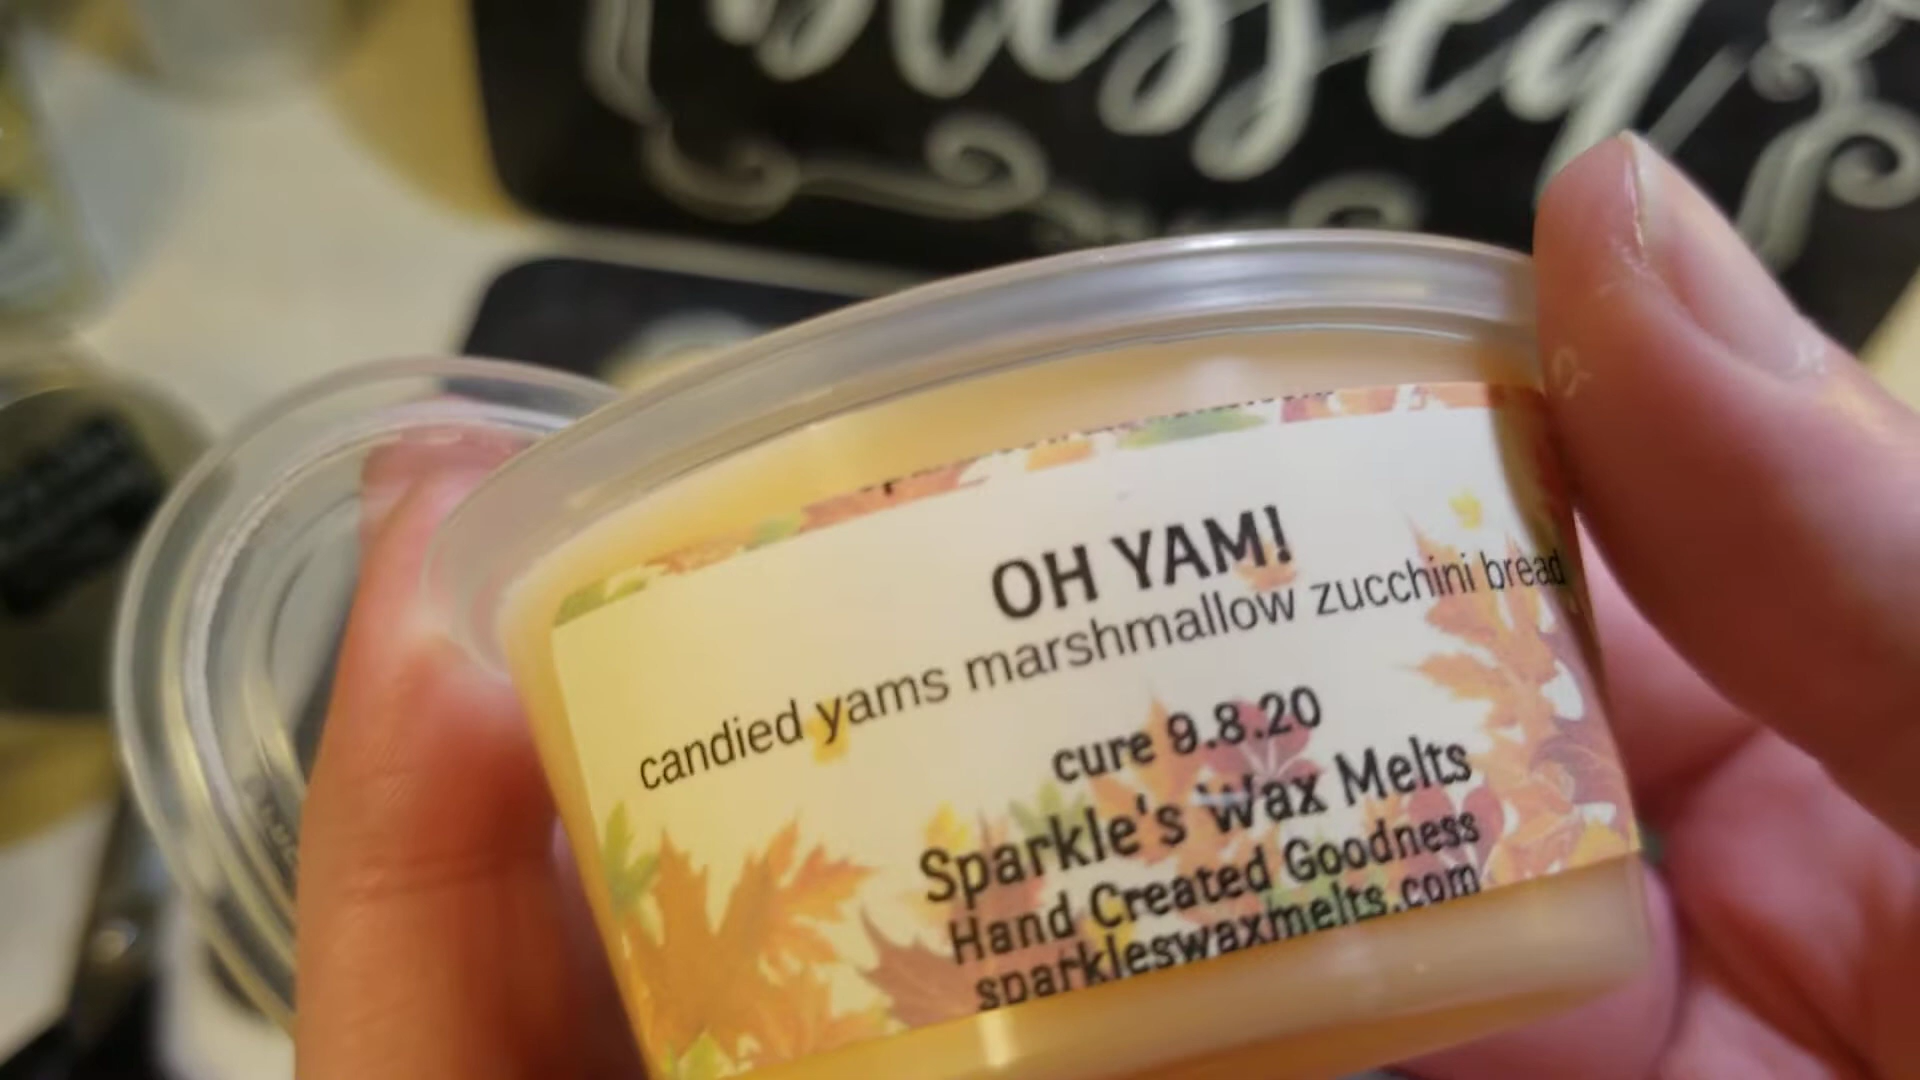 blessed
OH YAM!
candied yams marshmallow zucchini bread
cure 9.8.20
Sparkle's Wax Melts
Hand Created Goodness
sparkleswaxmelts.com